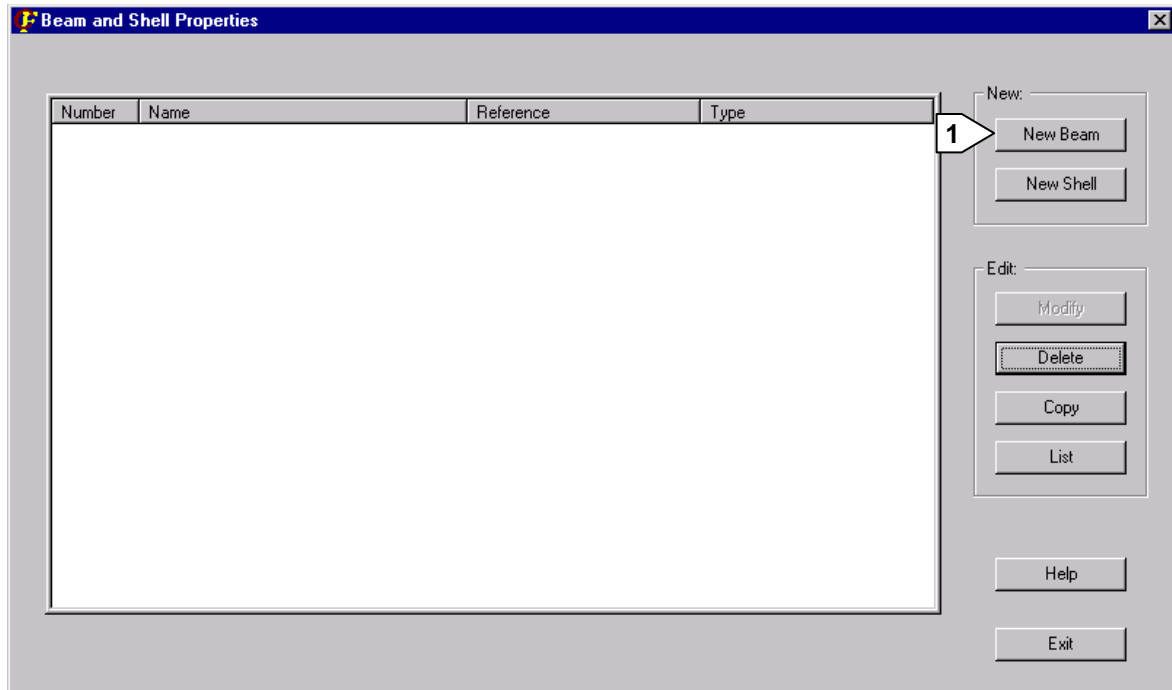 Beam and Shell Properties
Number Name Reference Type
New:
1
New Beam
New Shell
Edit:
Modify
Delete
Copy
List
Help
Exit